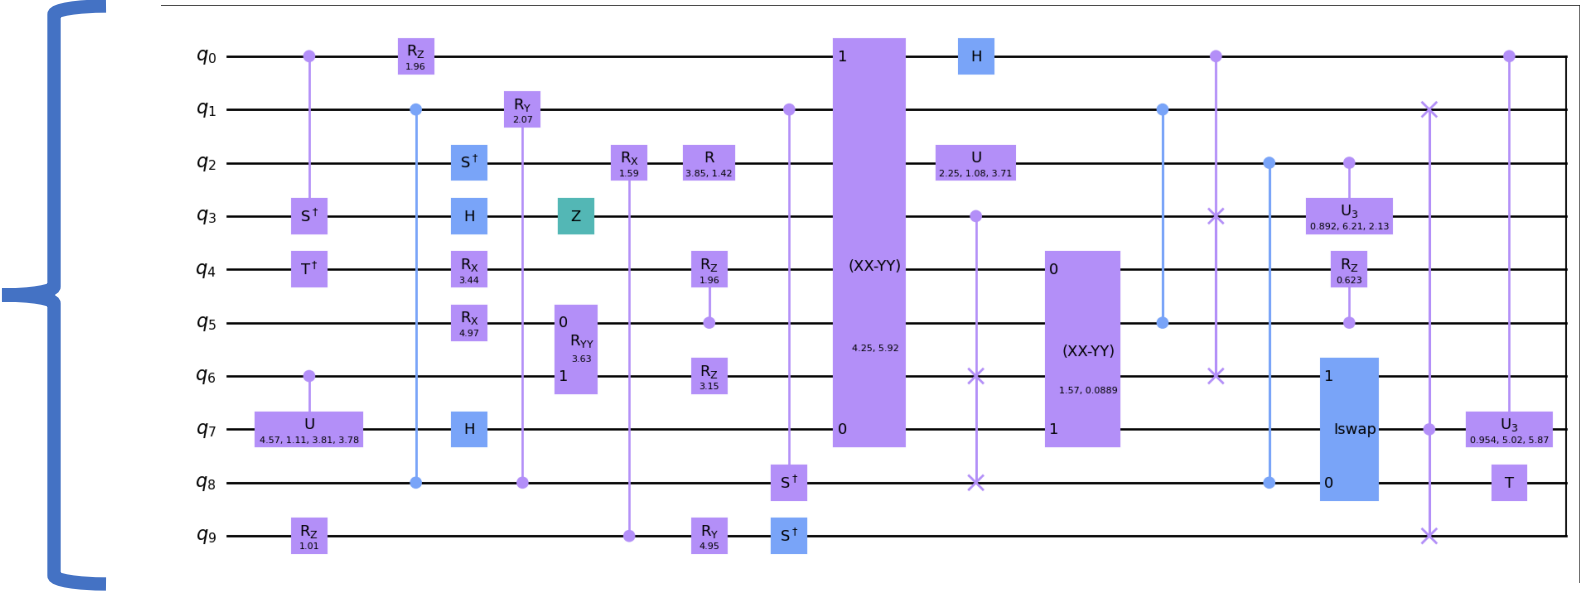 q0 RZ 1.96 1 H
q1 RY 2.07
q2 S† RX 1.59 R 3.85, 1.42 U 2.25, 1.08, 3.71
q3 S† H Z U3 0.892, 6.21, 2.13
q4 T† RX 3.44 RZ 1.96 (XX-YY) 0 RZ 0.623
q5 RX 4.97 0 RYY 3.63 4.25, 5.92 (XX-YY)
q6 1 RZ 3.15 1.57, 0.0889 1
q7 U 4.57, 1.11, 3.81, 3.78 H 0 1 Iswap U3 0.954, 5.02, 5.87
q8 S† 0 T
q9 RZ 1.01 RY 4.95 S†